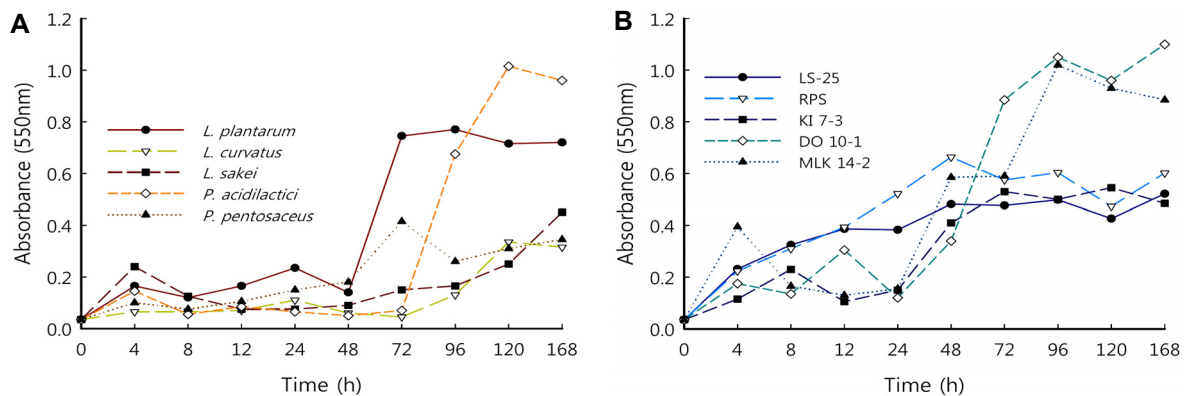 A
Absorbance (550nm)
1.2
1.0
0.8
0.6
0.4
0.2
0.0
L. plantarum
L. curvatus
L. sakei
P. acidilactici
P. pentosaceus
0 4 8 12 24 48 72 96 120 168
Time (h)
B
Absorbance (550nm)
1.2
1.0
0.8
0.6
0.4
0.2
0.0
LS-25
RPS
KI 7-3
DO 10-1
MLK 14-2
0 4 8 12 24 48 72 96 120 168
Time (h)